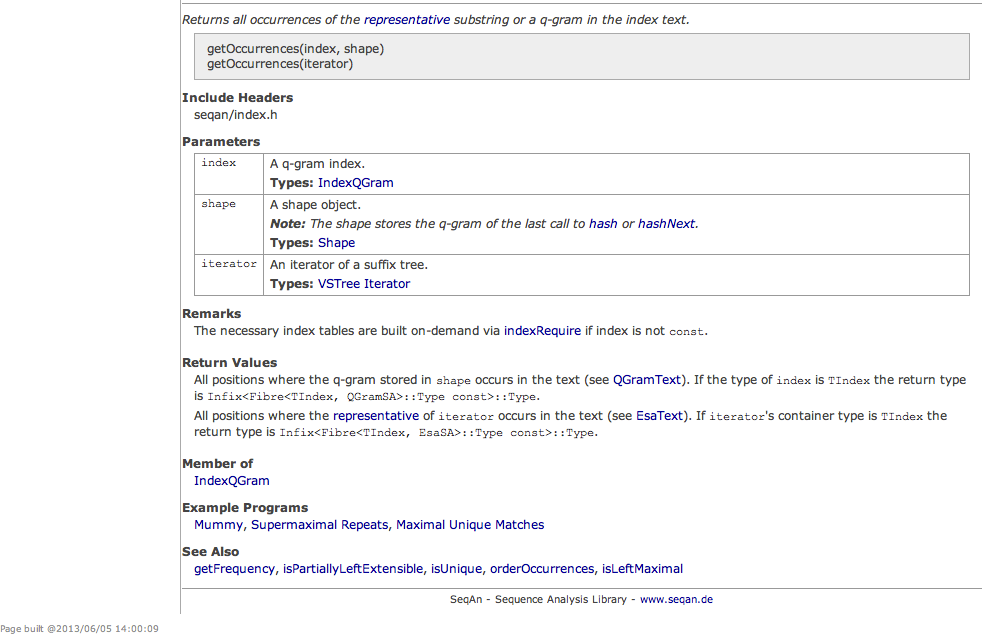 Returns all occurrences of the representative substring or a q-gram in the index text.
getOccurrences(index, shape)
getOccurrences(iterator)
Include Headers
seqan/index.h
Parameters
index
A q-gram index.
Types: IndexQGram
shape
A shape object.
Note: The shape stores the q-gram of the last call to hash or hashNext.
Types: Shape
iterator
An iterator of a suffix tree.
Types: VSTree Iterator
Remarks
The necessary index tables are built on-demand via indexRequire if index is not const.
Return Values
All positions where the q-gram stored in shape occurs in the text (see QGramText). If the type of index is TIndex the return type
is Infix<Fibre<TIndex, QGramSA>::Type const>::Type.
All positions where the representative of iterator occurs in the text (see EsaText). If iterator's container type is TIndex the
return type is Infix<Fibre<TIndex, EsaSA>::Type const>::Type.
Member of
IndexQGram
Example Programs
Mummy, Supermaximal Repeats, Maximal Unique Matches
See Also
getFrequency, isPartiallyLeftExtensible, isUnique, orderOccurrences, isLeftMaximal
SeqAn - Sequence Analysis Library - www.seqan.de
Page built @2013/06/05 14:00:09